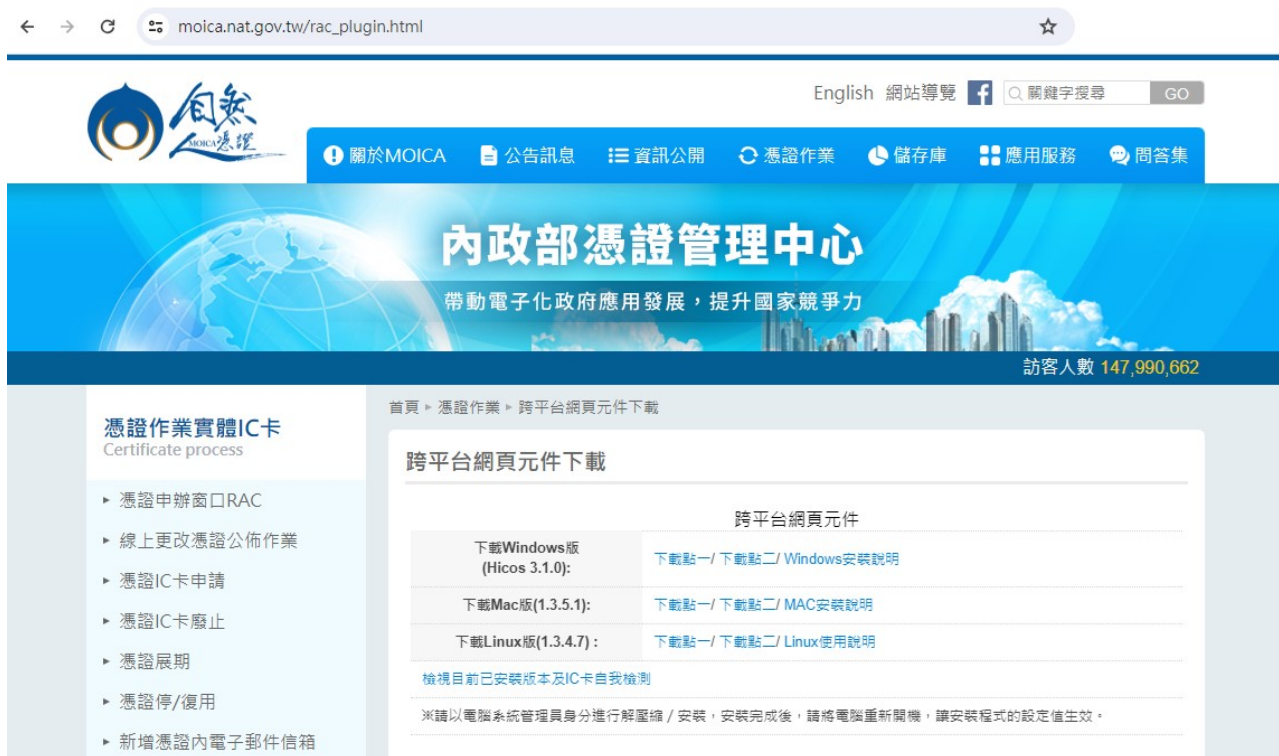 moica.nat.gov.tw/rac_plugin.html
自然
MOICA憑證
English 網站導覽 f 關鍵字搜尋 GO
關於MOICA 公告訊息 資訊公開 憑證作業 儲存庫 應用服務 問答集
內政部憑證管理中心
帶動電子化政府應用發展，提升國家競爭力
訪客人數 147,990,662
憑證作業實體IC卡
Certificate process
▸ 憑證申辦窗口RAC
▸ 線上更改憑證公佈作業
▸ 憑證IC卡申請
▸ 憑證IC卡廢止
▸ 憑證展期
▸ 憑證停/復用
▸ 新增憑證內電子郵件信箱
首頁 ▸ 憑證作業 ▸ 跨平台網頁元件下載
跨平台網頁元件下載
跨平台網頁元件
下載Windows版
(Hicos 3.1.0): 下載點一/ 下載點二/ Windows安裝說明
下載Mac版(1.3.5.1): 下載點一/ 下載點二/ MAC安裝說明
下載Linux版(1.3.4.7) : 下載點一/ 下載點二/ Linux使用說明
檢視目前已安裝版本及IC卡自我檢測
※請以電腦系統管理員身分進行解壓縮 / 安裝，安裝完成後，請將電腦重新開機，讓安裝程式的設定值生效。